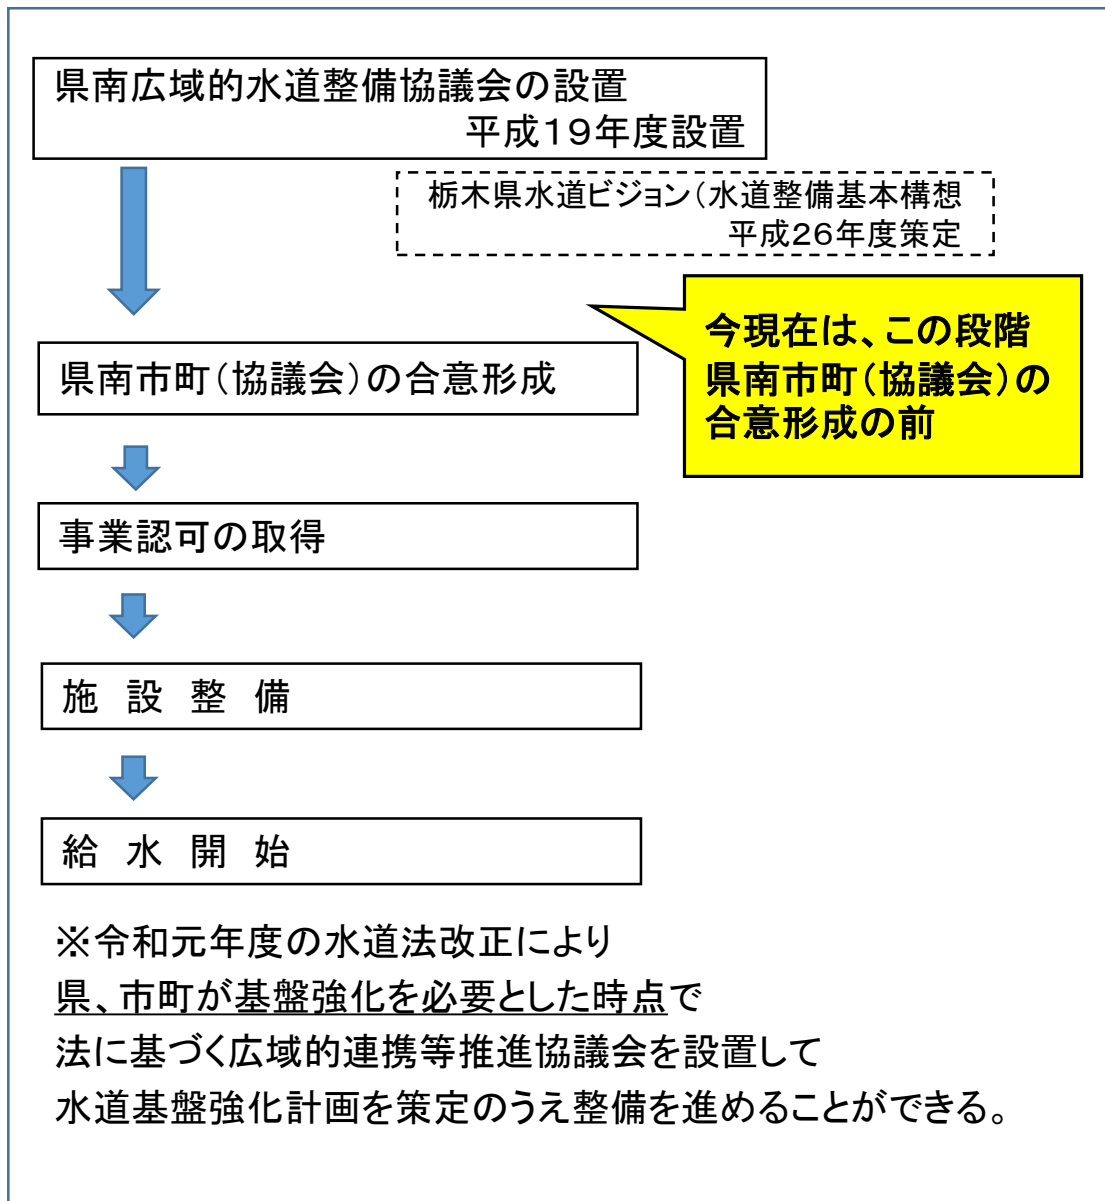 県南広域的水道整備協議会の設置
平成１９年度設置
栃木県水道ビジョン（水道整備基本構想
平成２６年度策定
今現在は、この段階
県南市町（協議会）の
合意形成の前
県南市町（協議会）の合意形成
事業認可の取得
施　設　整　備
給　水　開　始
※令和元年度の水道法改正により
県、市町が基盤強化を必要とした時点で
法に基づく広域的連携等推進協議会を設置して
水道基盤強化計画を策定のうえ整備を進めることができる。